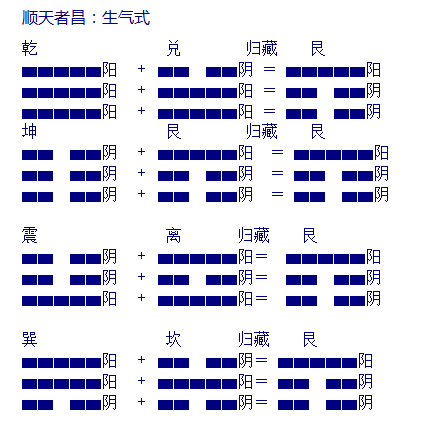 顺天者昌：生气式
乾 兑 归藏 艮
阳 + 阴 ＝ 阳
阳 + 阳 ＝ 阴
阳 + 阳 ＝ 阴
坤 艮 归藏 艮
阴 + 阳 ＝ 阳
阴 + 阴 ＝ 阴
阴 + 阴 ＝ 阴
震 离 归藏 艮
阴 + 阳＝ 阳
阴 + 阴＝ 阴
阳 + 阳＝ 阴
巽 坎 归藏 艮
阳 + 阴＝ 阳
阳 + 阳＝ 阴
阴 + 阴＝ 阴